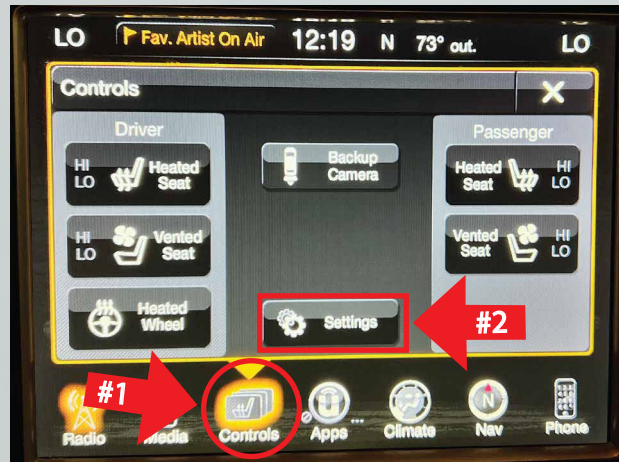 LO
Fav. Artist On Air
12:19
N
73° out.
LO
Controls
X
Driver
HI
LO
Heated
Seat
HI
LO
Vented
Seat
Heated
Wheel
Backup
Camera
Settings
#2
Passenger
Heated
Seat
HI
LO
Vented
Seat
HI
LO
#1
Radio
Media
Controls
Apps
...
Climate
N
Nav
Phone